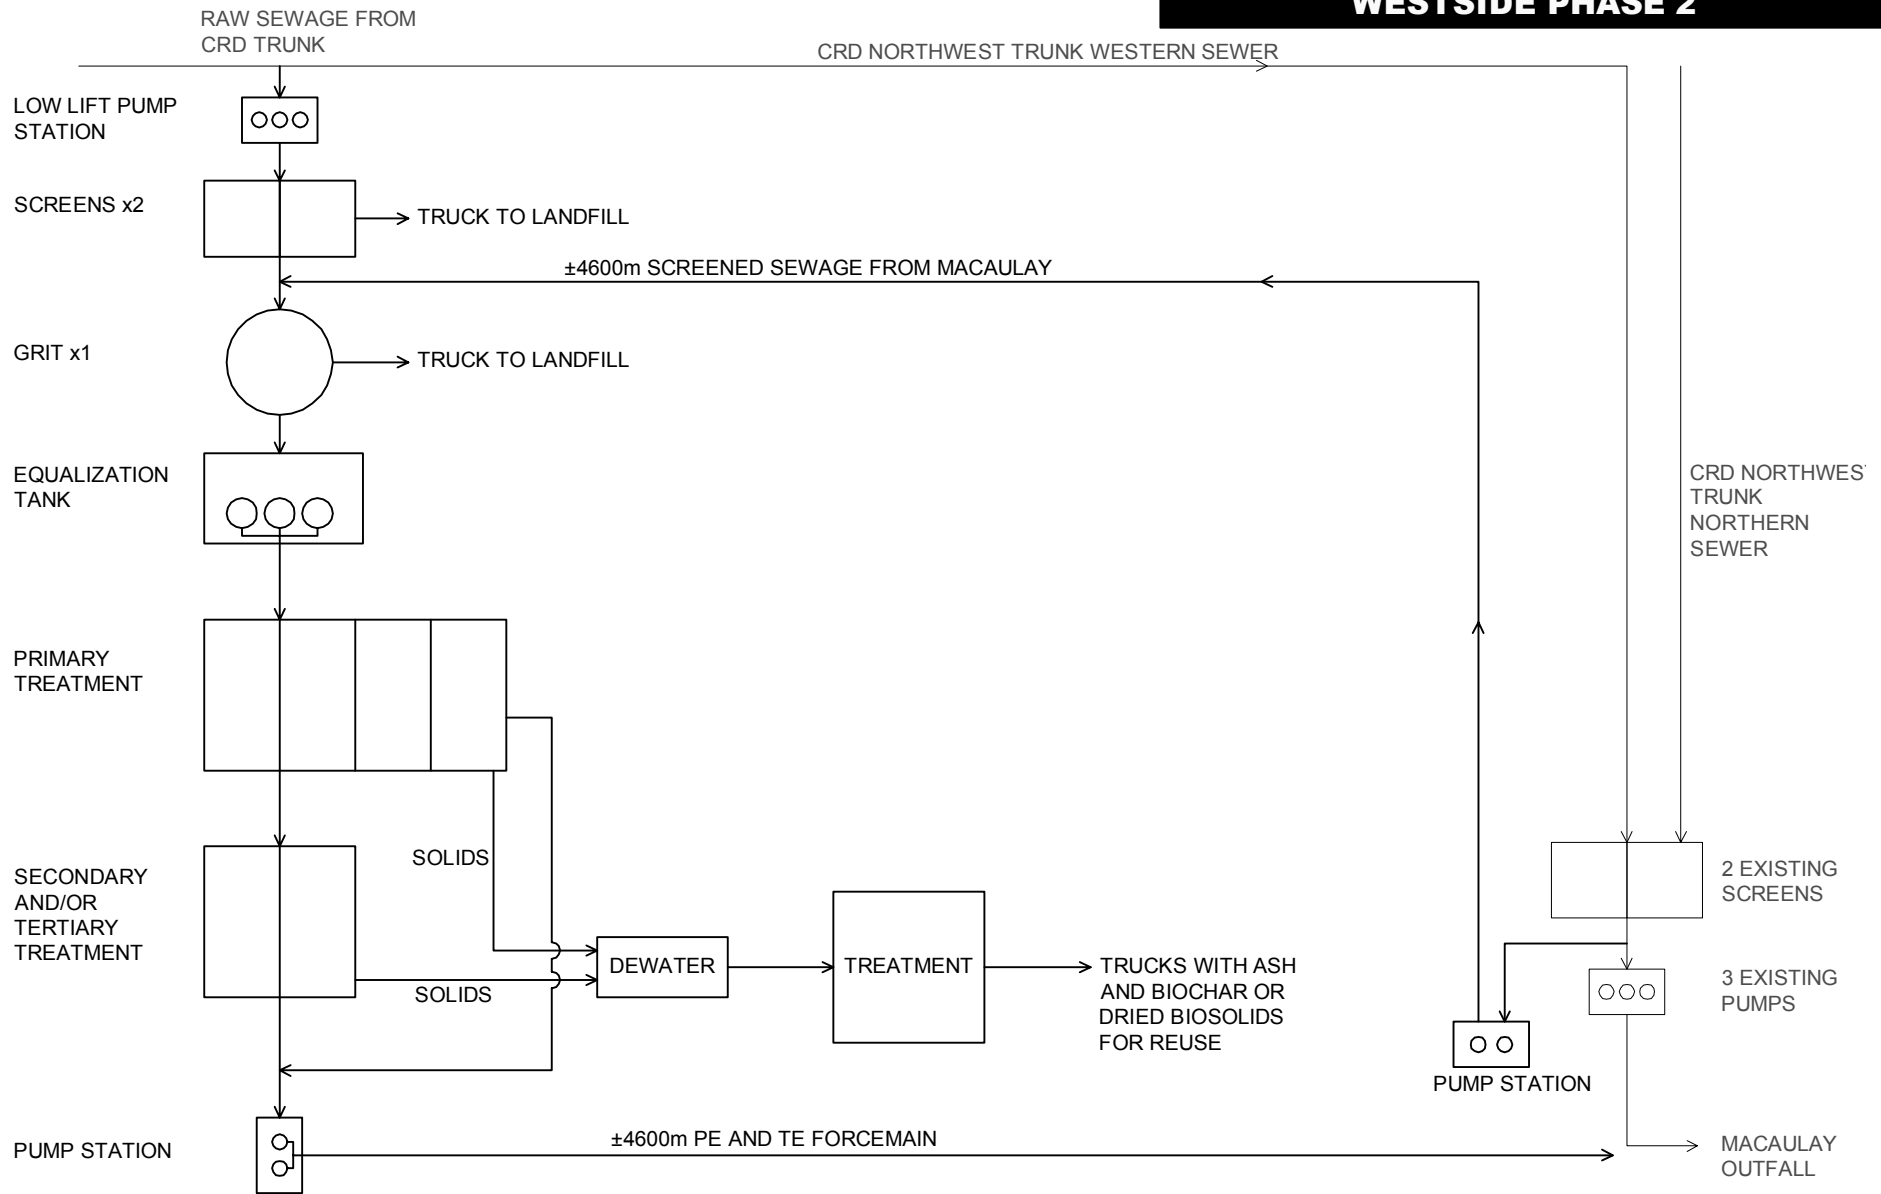 WESTSIDE PHASE 2
RAW SEWAGE FROM
CRD TRUNK
CRD NORTHWEST TRUNK WESTERN SEWER
LOW LIFT PUMP
STATION
SCREENS x2
TRUCK TO LANDFILL
±4600m SCREENED SEWAGE FROM MACAULAY
GRIT x1
TRUCK TO LANDFILL
EQUALIZATION
TANK
CRD NORTHWES
TRUNK
NORTHERN
SEWER
PRIMARY
TREATMENT
SOLIDS
SECONDARY
AND/OR
TERTIARY
TREATMENT
SOLIDS
DEWATER
TREATMENT
TRUCKS WITH ASH
AND BIOCHAR OR
DRIED BIOSOLIDS
FOR REUSE
2 EXISTING
SCREENS
3 EXISTING
PUMPS
PUMP STATION
PUMP STATION
±4600m PE AND TE FORCEMAIN
MACAULAY
OUTFALL